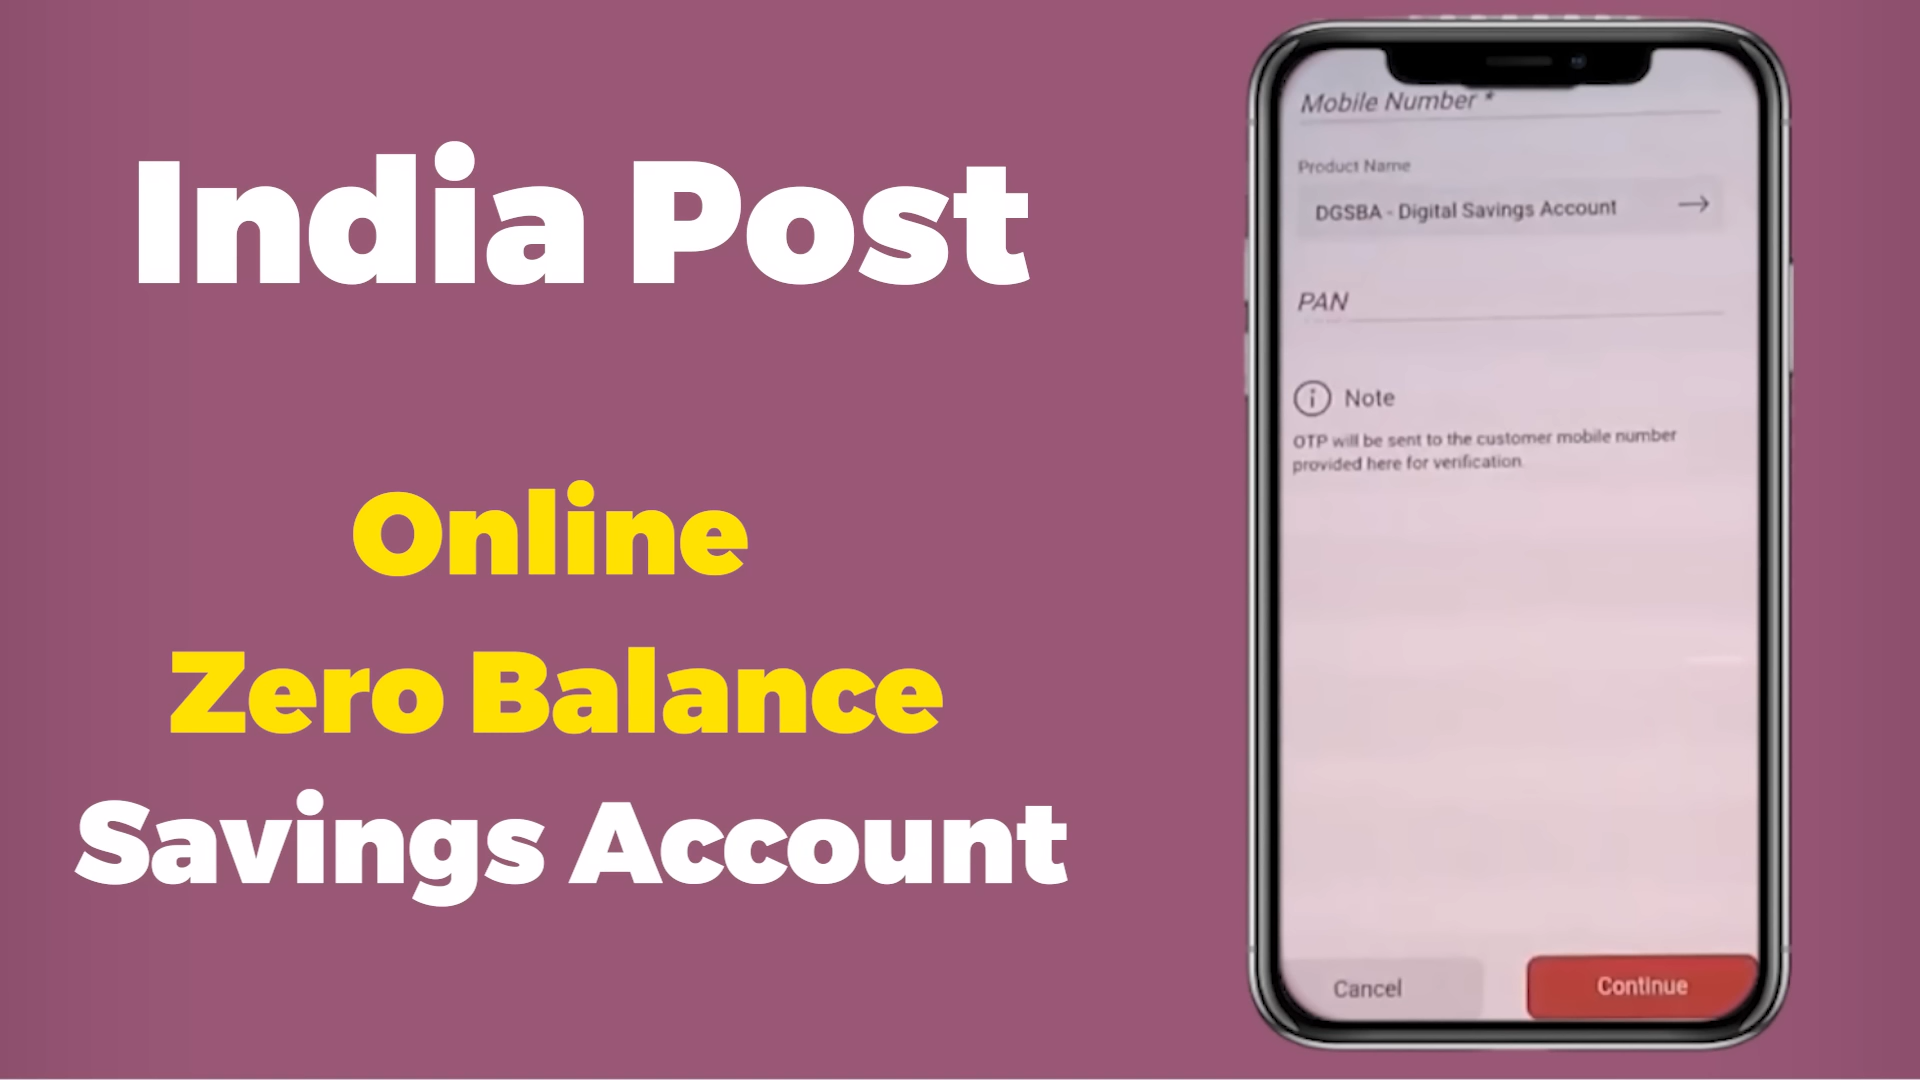 India Post
Online
Zero Balance
Savings Account
Mobile Number *
Product Name
DGSBA - Digital Savings Account
PAN
Note
OTP will be sent to the customer mobile number
provided here for verification.
Cancel
Continue